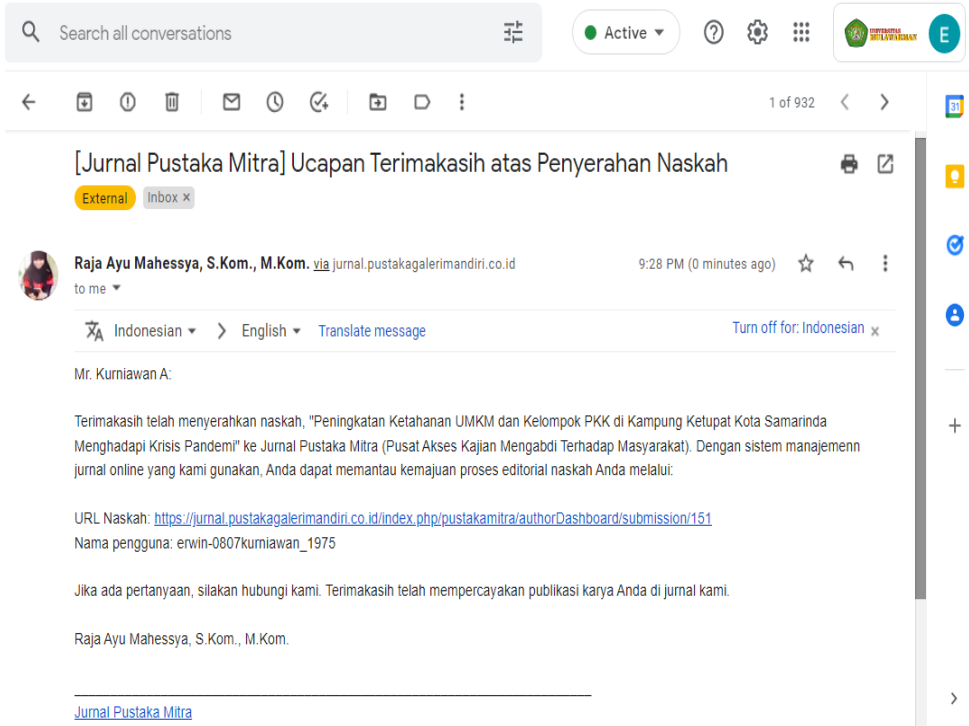 Search all conversations
Active
UNIVERSITAS
MULAWARMAN
E
1 of 932
31
[Jurnal Pustaka Mitra] Ucapan Terimakasih atas Penyerahan Naskah
External
Inbox ×
Raja Ayu Mahessya, S.Kom., M.Kom. via jurnal.pustakagalerimandiri.co.id
9:28 PM (0 minutes ago)
to me
Indonesian
English
Translate message
Turn off for: Indonesian ×
Mr. Kurniawan A:
Terimakasih telah menyerahkan naskah, "Peningkatan Ketahanan UMKM dan Kelompok PKK di Kampung Ketupat Kota Samarinda
Menghadapi Krisis Pandemi" ke Jurnal Pustaka Mitra (Pusat Akses Kajian Mengabdi Terhadap Masyarakat). Dengan sistem manajemenn
jurnal online yang kami gunakan, Anda dapat memantau kemajuan proses editorial naskah Anda melalui:
URL Naskah: https://jurnal.pustakagalerimandiri.co.id/index.php/pustakamitra/authorDashboard/submission/151
Nama pengguna: erwin-0807kurniawan_1975
Jika ada pertanyaan, silakan hubungi kami. Terimakasih telah mempercayakan publikasi karya Anda di jurnal kami.
Raja Ayu Mahessya, S.Kom., M.Kom.
Jurnal Pustaka Mitra